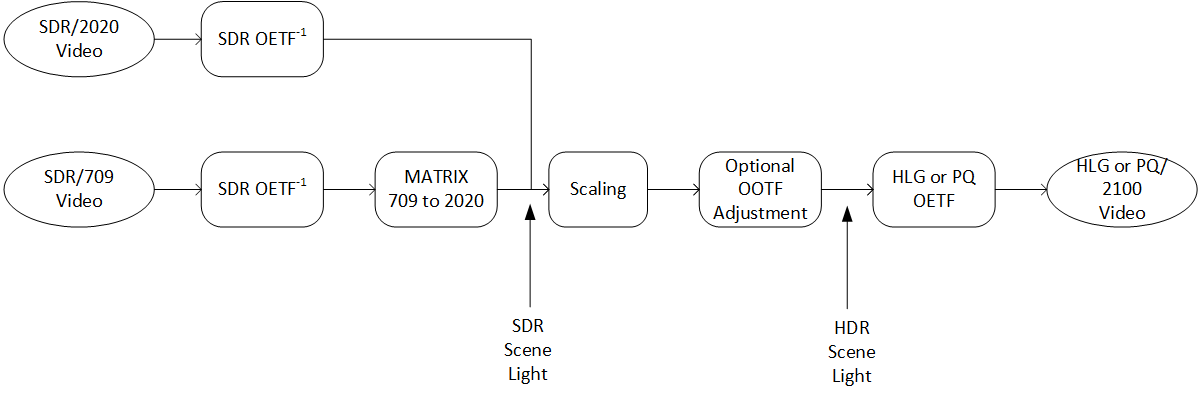 SDR/2020
Video
SDR OETF-1
SDR/709
Video
SDR OETF-1
MATRIX
709 to 2020
Scaling
Optional
OOTF
Adjustment
HLG or PQ
OETF
HLG or PQ/
2100
Video
SDR
Scene
Light
HDR
Scene
Light